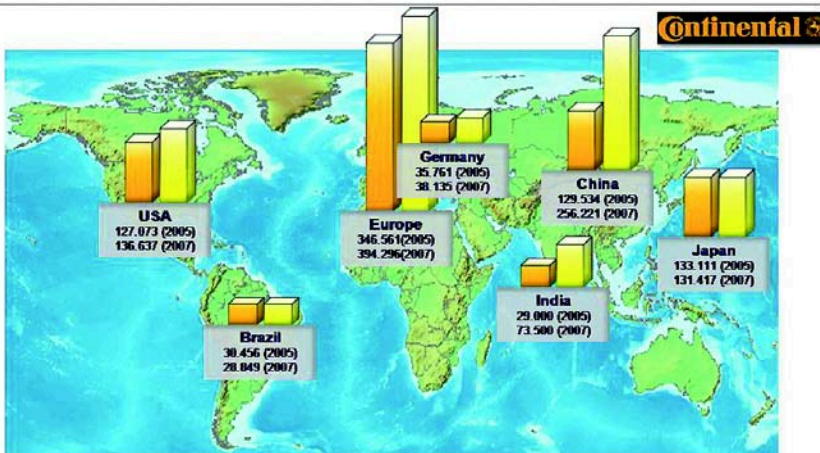 Continental
Germany
35.761 (2005)
38.135 (2007)
China
129.534 (2005)
256.221 (2007)
USA
127.073 (2005)
136.637 (2007)
Europe
346.561(2005)
394.296(2007)
Japan
133.111 (2005)
131.417 (2007)
India
29.000 (2005)
73.500 (2007)
Brazil
30.456 (2005)
28.849 (2007)